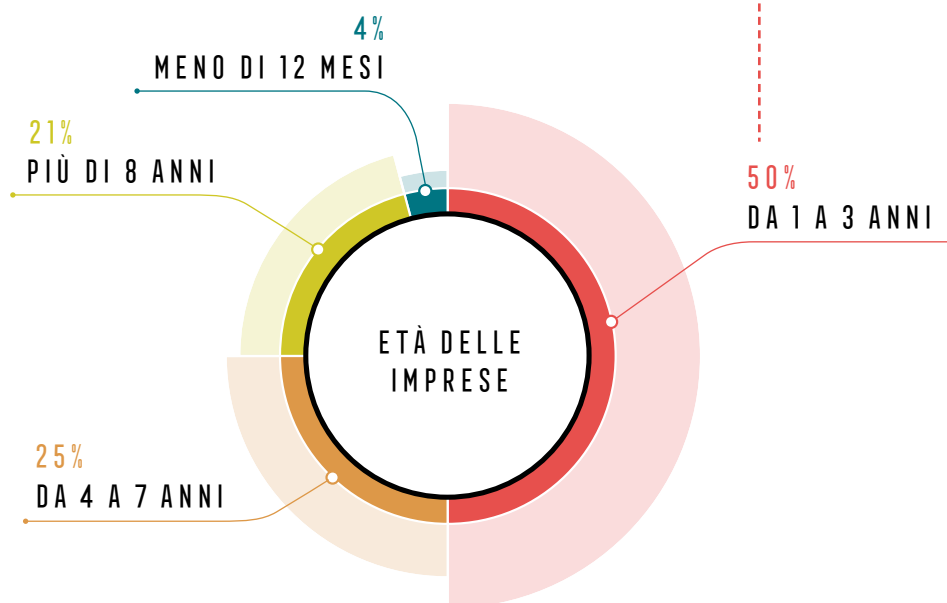 4%
MENO DI 12 MESI
21%
PIÙ DI 8 ANNI
50%
DA 1 A 3 ANNI
ETÀ DELLE
IMPRESE
25%
DA 4 A 7 ANNI